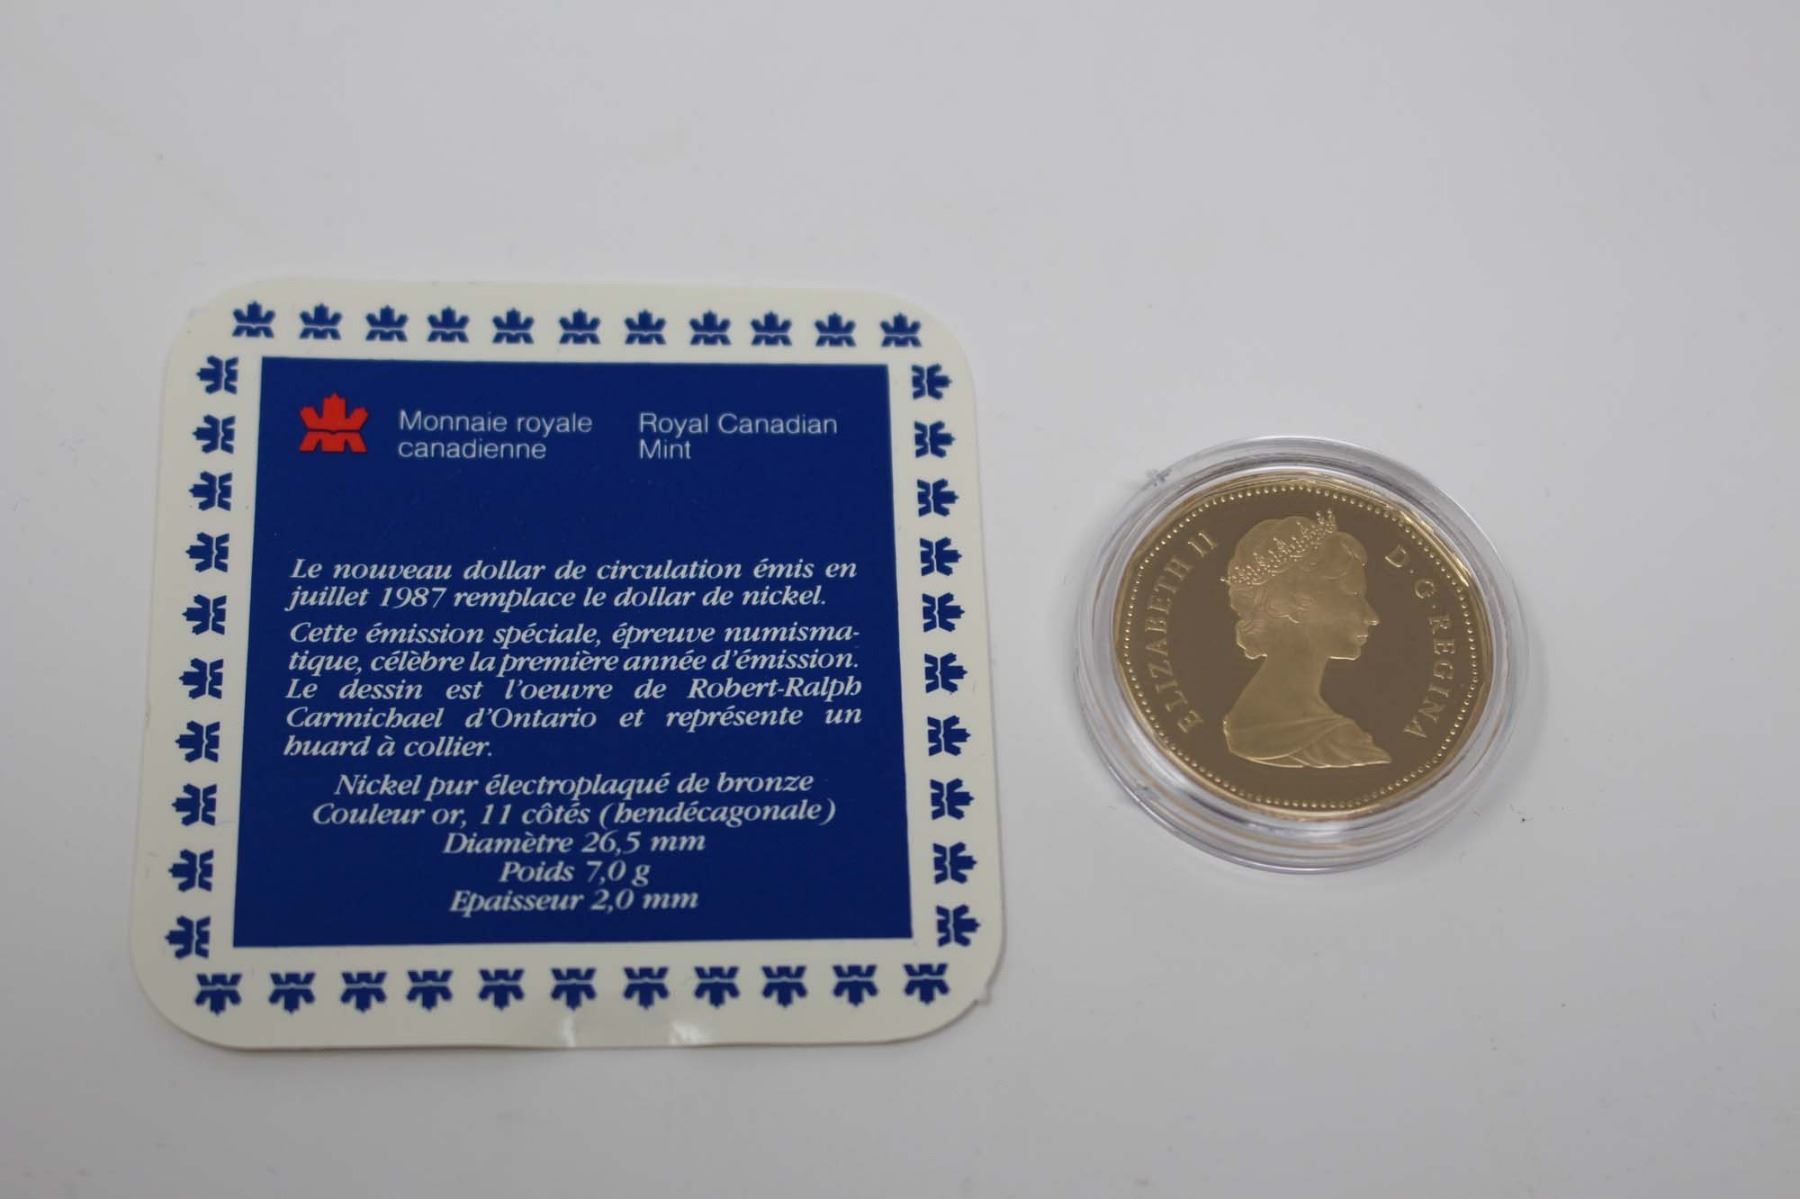 Monnaie royale
canadienne
Royal Canadian
Mint
Le nouveau dollar de circulation émis en
juillet 1987 remplace le dollar de nickel.
Cette émission spéciale, épreuve numisma-
tique, célèbre la première année d'émission.
Le dessin est l'oeuvre de Robert-Ralph
Carmichael d'Ontario et représente un
huard à collier.
Nickel pur électroplaqué de bronze
Couleur or, 11 côtés (hendécagonale)
Diamètre 26,5 mm
Poids 7,0 g
Epaisseur 2,0 mm
ELIZABETH II
D·G·REGINA